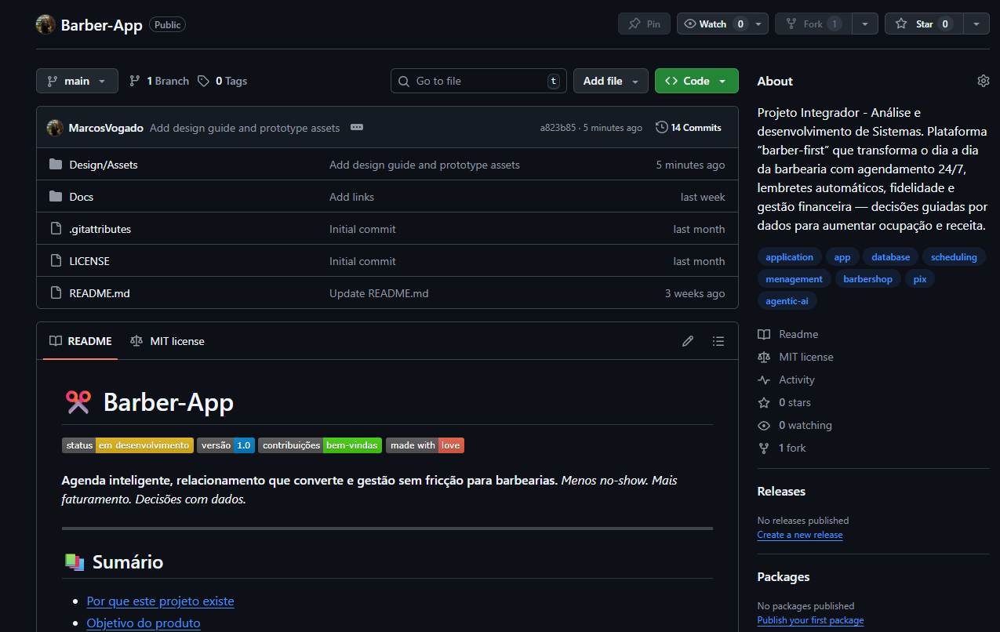 Barber-App Public
Pin Watch 0 Fork 1 Star 0
main 1 Branch 0 Tags Go to file t Add file Code
MarcosVogado Add design guide and prototype assets a823b85 · 5 minutes ago 14 Commits
Design/Assets Add design guide and prototype assets 5 minutes ago
Docs Add links last week
.gitattributes Initial commit last month
LICENSE Initial commit last month
README.md Update README.md 3 weeks ago
README MIT license
Barber-App
status em desenvolvimento versão 1.0 contribuições bem-vindas made with love
Agenda inteligente, relacionamento que converte e gestão sem fricção para barbearias. Menos no-show. Mais
faturamento. Decisões com dados.
Sumário
Por que este projeto existe
Objetivo do produto
About
Projeto Integrador - Análise e
desenvolvimento de Sistemas. Plataforma
“barber-first” que transforma o dia a dia
da barbearia com agendamento 24/7,
lembretes automáticos, fidelidade e
gestão financeira — decisões guiadas por
dados para aumentar ocupação e receita.
application app database scheduling
menagement barbershop pix
agentic-ai
Readme
MIT license
Activity
0 stars
0 watching
1 fork
Releases
No releases published
Create a new release
Packages
No packages published
Publish your first package